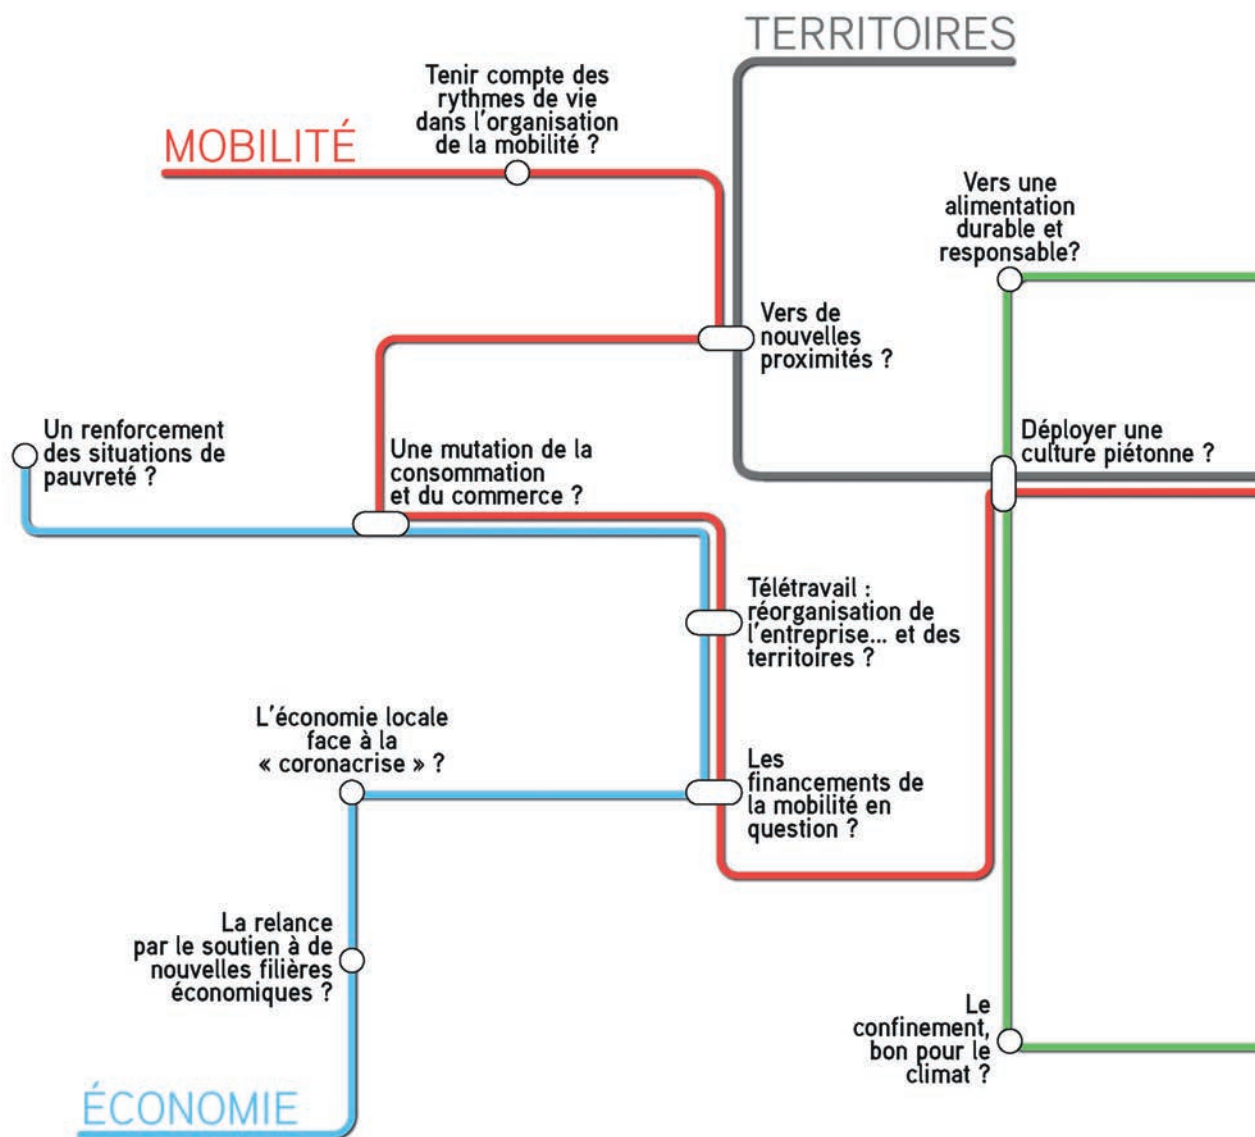 TERRITOIRES
Tenir compte des
rythmes de vie
dans l'organisation
de la mobilité ?
MOBILITÉ
Vers une
alimentation
durable et
responsable?
Vers de
nouvelles
proximités ?
Un renforcement
des situations de
pauvreté ?
Une mutation de la
consommation
et du commerce ?
Déployer une
culture piétonne ?
Télétravail :
réorganisation de
l'entreprise... et des
territoires ?
L'économie locale
face à la
« coronacrise » ?
Les
financements de
la mobilité en
question ?
La relance
par le soutien à de
nouvelles filières
économiques ?
Le
confinement,
bon pour le
climat ?
ÉCONOMIE